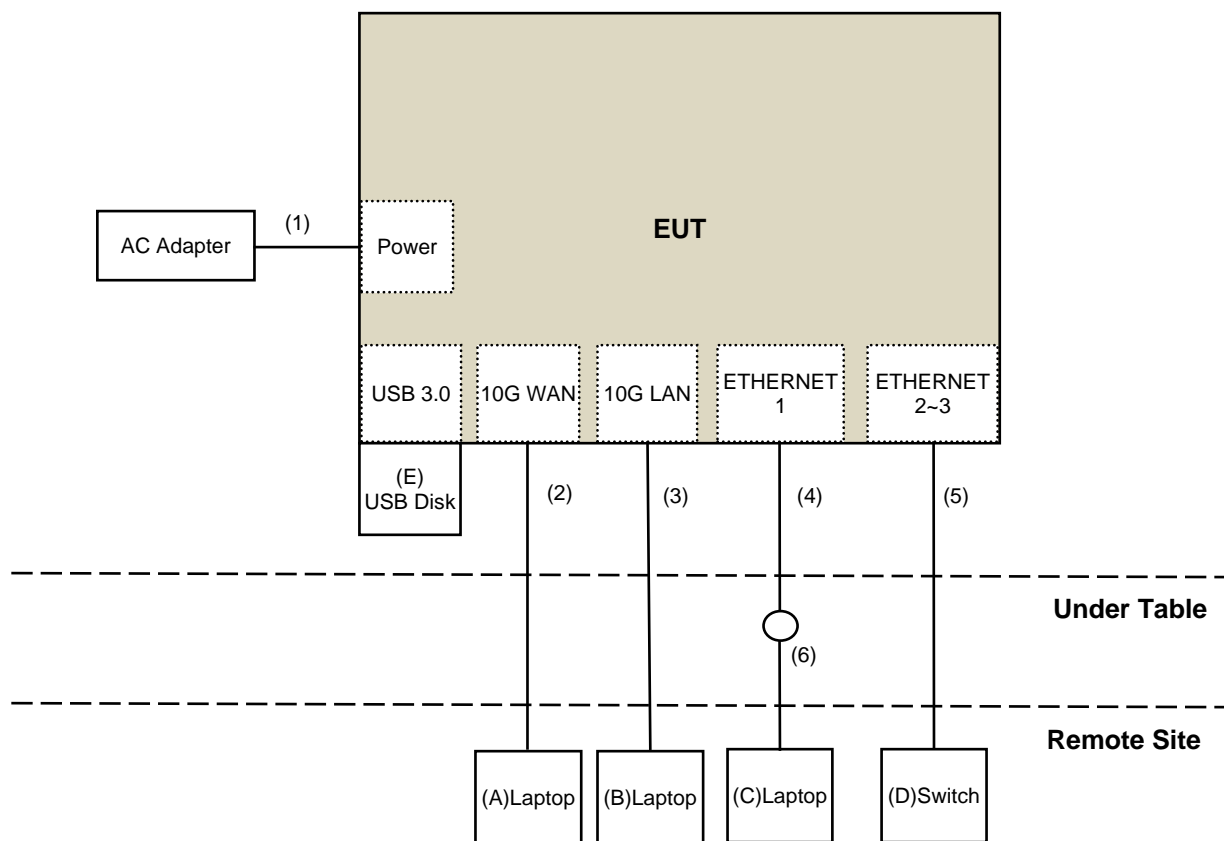 EUT
(1)
AC Adapter
Power
USB 3.0
10G WAN
10G LAN
ETHERNET
1
ETHERNET
2~3
(E)
USB Disk
(2)
(3)
(4)
(5)
Under Table
(6)
Remote Site
(A)Laptop
(B)Laptop
(C)Laptop
(D)Switch